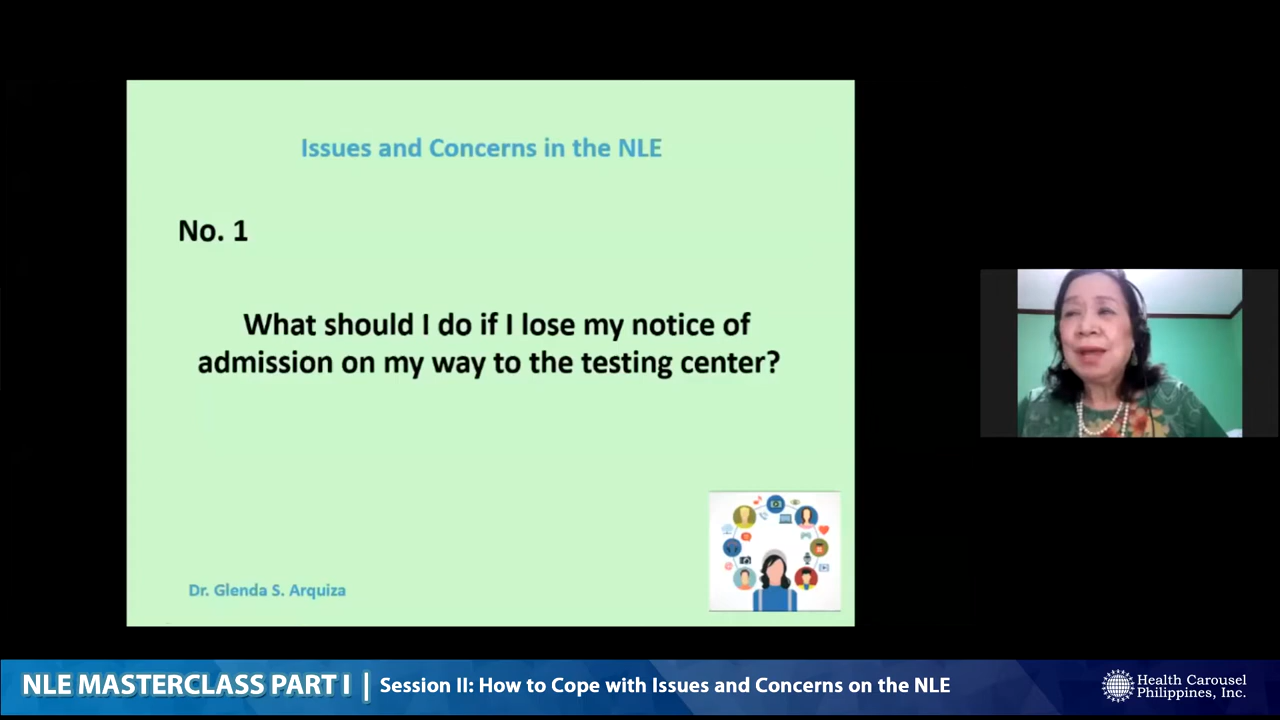 Issues and Concerns in the NLE
No. 1
What should I do if I lose my notice of
admission on my way to the testing center?
Dr. Glenda S. Arquiza
NLE MASTERCLASS PART I | Session II: How to Cope with Issues and Concerns on the NLE
Health Carousel
Philippines, Inc.